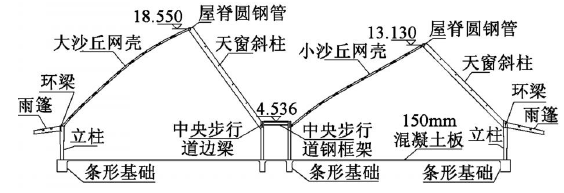 18.550
屋脊圆钢管
大沙丘网壳
天窗斜柱
小沙丘网壳
13.130
屋脊圆钢管
天窗斜柱
环梁
雨篷
立柱
4.536
中央步行
道边梁
中央步行
道钢框架
150mm
混凝土板
环梁
雨篷
立柱
条形基础
条形基础
条形基础